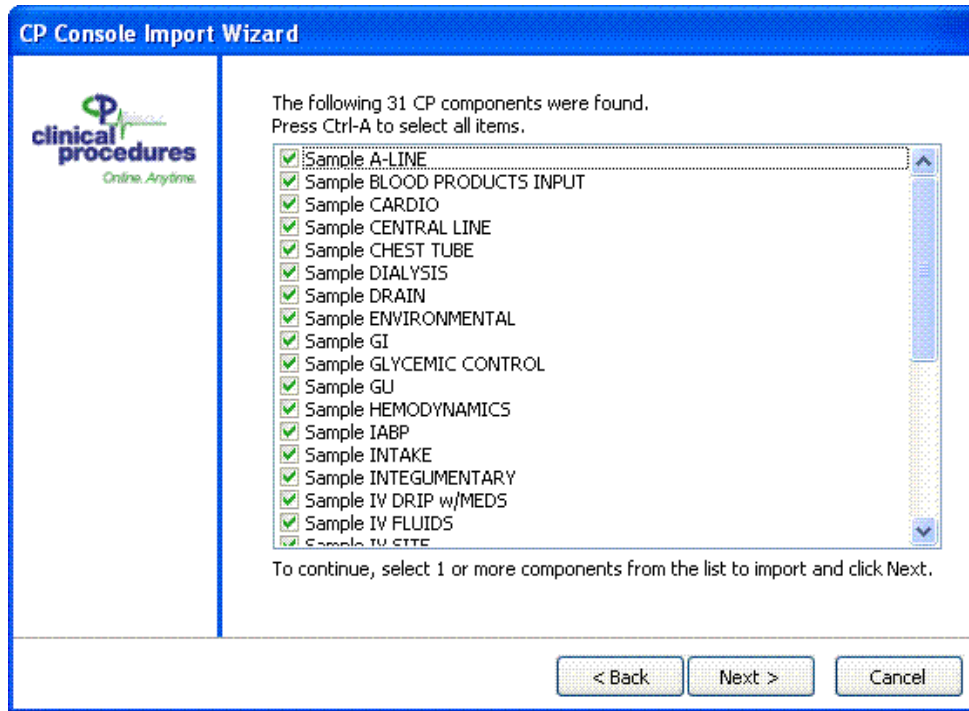 CP Console Import Wizard
CP
clinical
procedures
Online. Anytime.
The following 31 CP components were found.
Press Ctrl-A to select all items.
Sample A-LINE
Sample BLOOD PRODUCTS INPUT
Sample CARDIO
Sample CENTRAL LINE
Sample CHEST TUBE
Sample DIALYSIS
Sample DRAIN
Sample ENVIRONMENTAL
Sample GI
Sample GLYCEMIC CONTROL
Sample GU
Sample HEMODYNAMICS
Sample IABP
Sample INTAKE
Sample INTEGUMENTARY
Sample IV DRIP w/MEDS
Sample IV FLUIDS
Sample IV SITE
To continue, select 1 or more components from the list to import and click Next.
< Back
Next >
Cancel